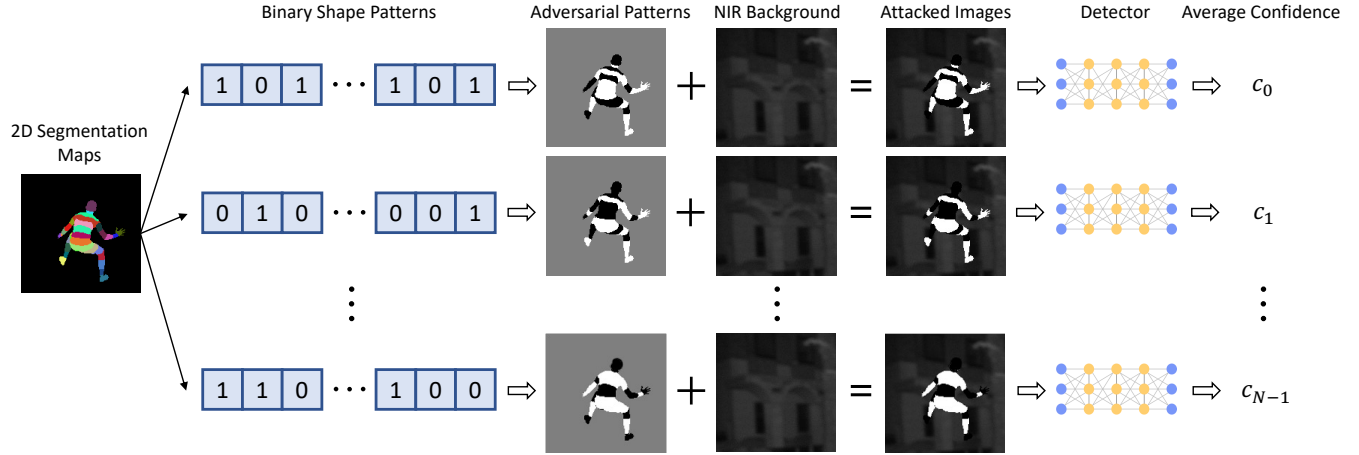 Binary Shape Patterns
Adversarial Patterns
NIR Background
Attacked Images
Detector
Average Confidence
2D Segmentation
Maps
1 0 1 ··· 1 0 1
+
=
c₀
0 1 0 ··· 0 0 1
+
=
c₁
1 1 0 ··· 1 0 0
+
=
c_{N−1}